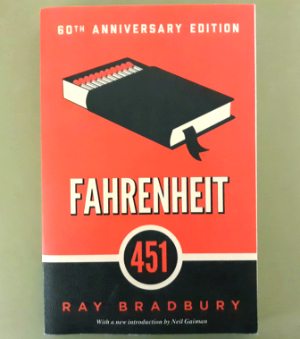 60TH ANNIVERSARY EDITION
FAHRENHEIT
451
RAY BRADBURY
With a new introduction by Neil Gaiman